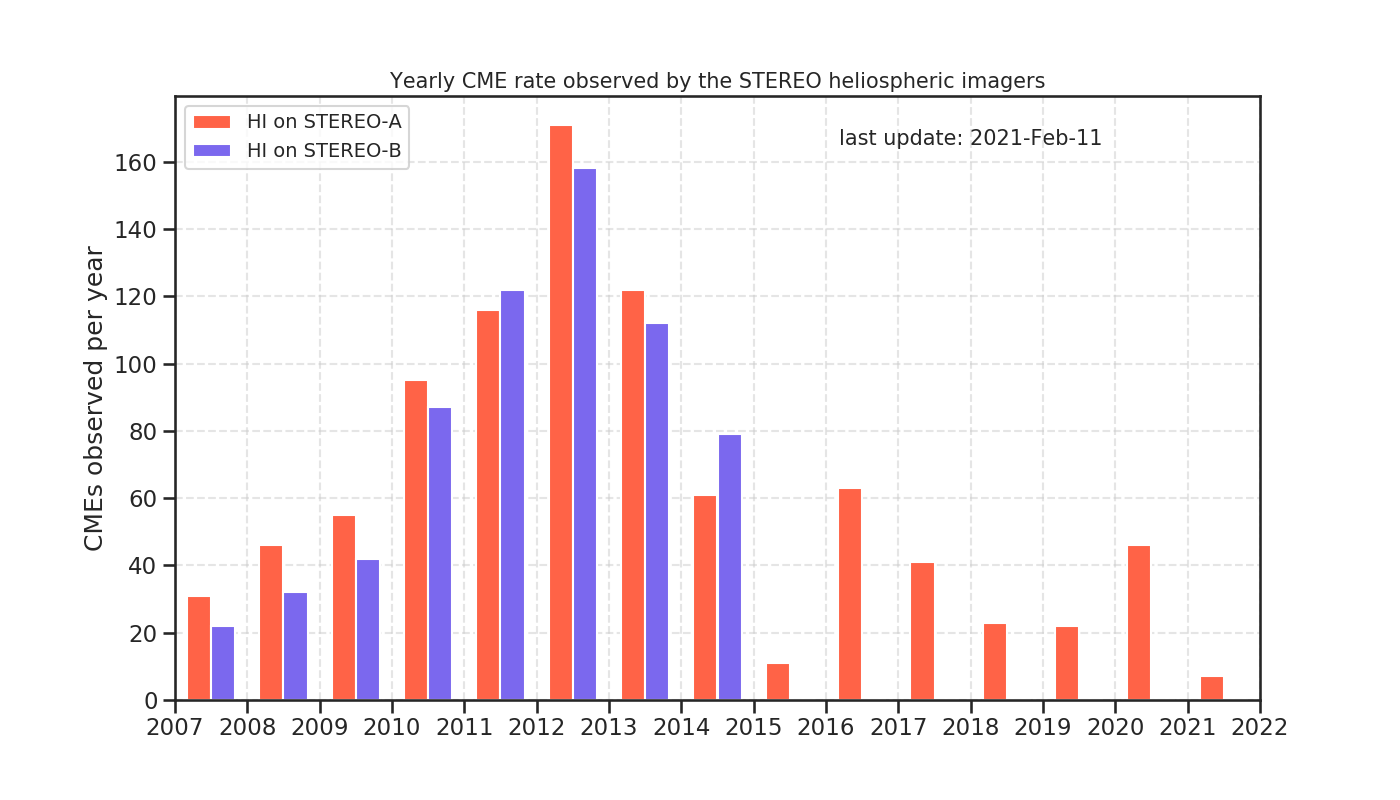 Yearly CME rate observed by the STEREO heliospheric imagers
HI on STEREO-A
HI on STEREO-B
last update: 2021-Feb-11
CMEs observed per year
160
140
120
100
80
60
40
20
0
2007 2008 2009 2010 2011 2012 2013 2014 2015 2016 2017 2018 2019 2020 2021 2022